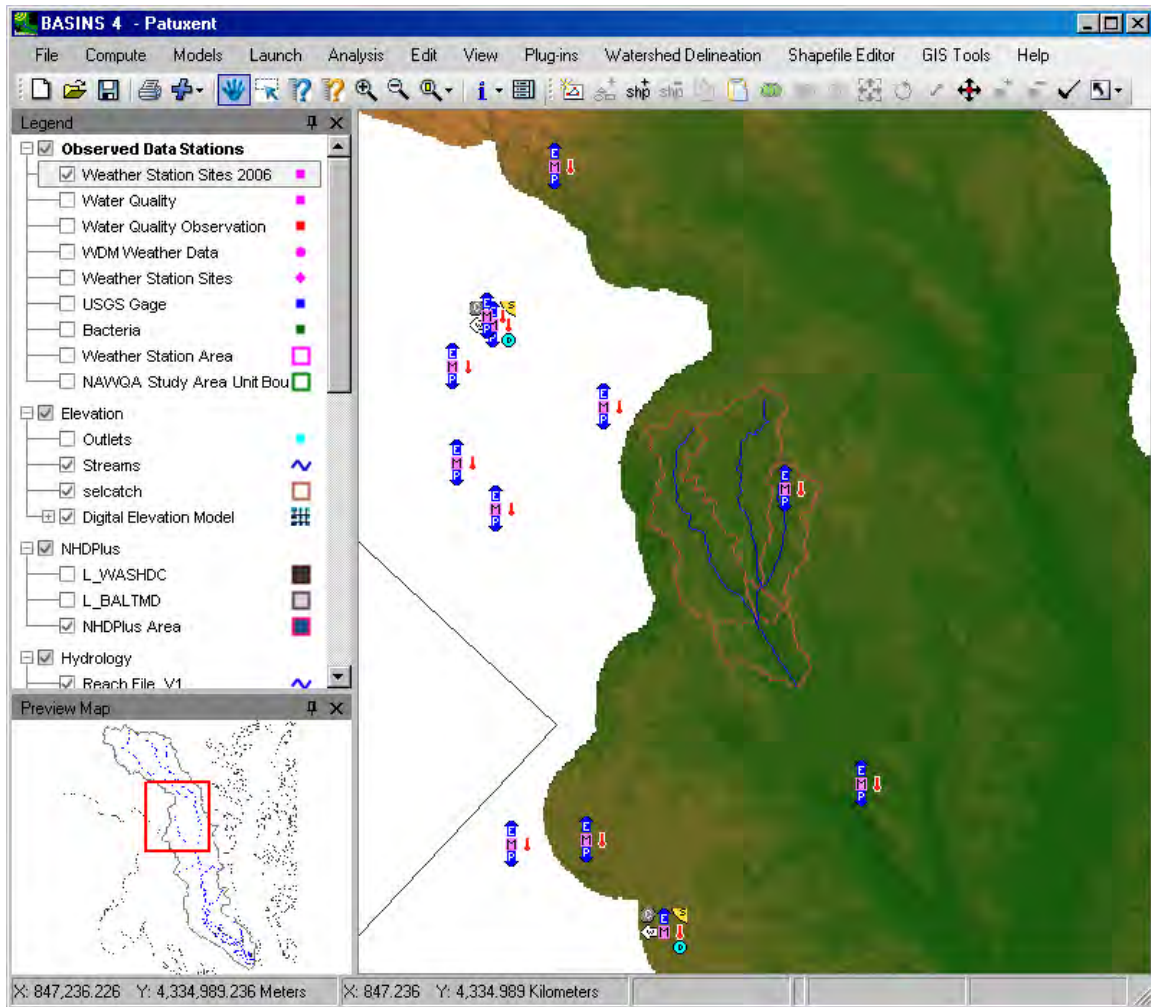 BASINS 4 - Patuxent
File Compute Models Launch Analysis Edit View Plug-ins Watershed Delineation Shapefile Editor GIS Tools Help
shp shp
Legend
Observed Data Stations
Weather Station Sites 2006
Water Quality
Water Quality Observation
WDM Weather Data
Weather Station Sites
USGS Gage
Bacteria
Weather Station Area
NAWQA Study Area Unit Bou
Elevation
Outlets
Streams
selcatch
Digital Elevation Model
NHDPlus
L_WASHDC
L_BALTMD
NHDPlus Area
Hydrology
Reach File, V1
Preview Map
E
M
P
E
M
P
S
D
E
M
P
E
M
P
E
M
P
E
M
P
E
M
P
E
M
P
E
M
P
E
M
P
C
E
S
M
D
X: 847,236.226 Y: 4,334,989.236 Meters
X: 847.236 Y: 4,334.989 Kilometers